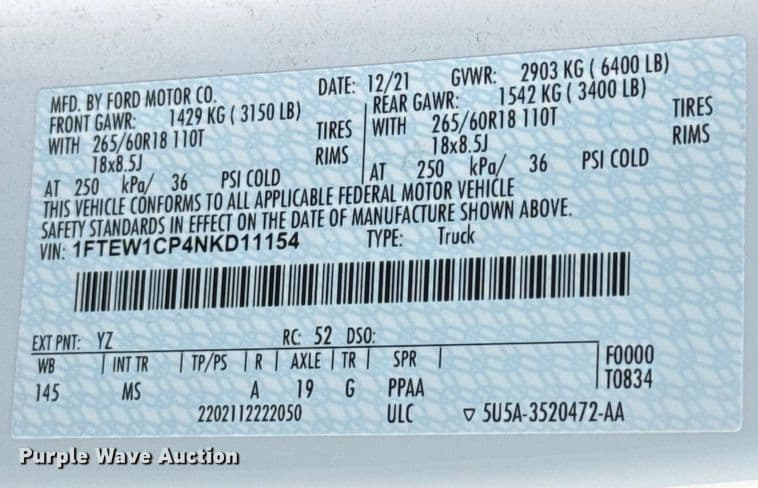 MFD. BY FORD MOTOR CO. DATE: 12/21 GVWR: 2903 KG ( 6400 LB)
FRONT GAWR: 1429 KG ( 3150 LB) REAR GAWR: 1542 KG ( 3400 LB)
WITH 265/60R18 110T TIRES WITH 265/60R18 110T TIRES
18x8.5J RIMS 18x8.5J RIMS
AT 250 kPa/ 36 PSI COLD AT 250 kPa/ 36 PSI COLD
THIS VEHICLE CONFORMS TO ALL APPLICABLE FEDERAL MOTOR VEHICLE
SAFETY STANDARDS IN EFFECT ON THE DATE OF MANUFACTURE SHOWN ABOVE.
VIN: 1FTEW1CP4NKD11154 TYPE: Truck
EXT PNT: YZ RC: 52 DSO:
WB INT TR TP/PS R AXLE TR SPR F0000
145 MS A 19 G PPAA T0834
2202112222050 ULC ▽ 5U5A-3520472-AA
Purple Wave Auction